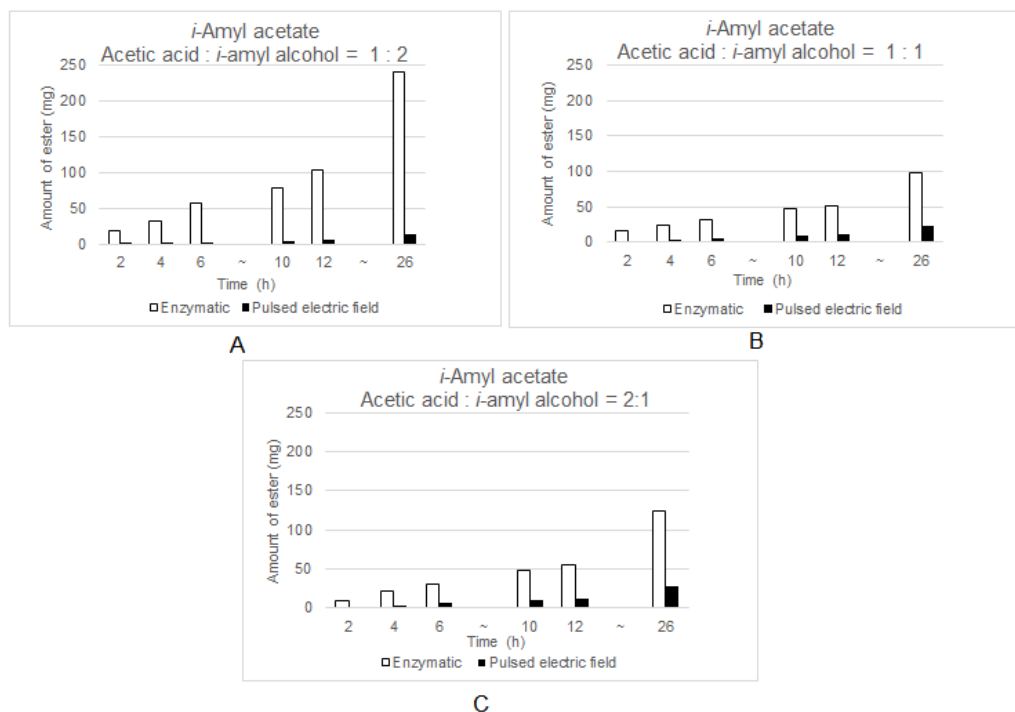 i-Amyl acetate
Acetic acid : i-amyl alcohol = 1 : 2
Amount of ester (mg)
250
200
150
100
50
0
2 4 6 ~ 10 12 ~ 26
Time (h)
Enzymatic Pulsed electric field
A
i-Amyl acetate
Acetic acid : i-amyl alcohol = 1 : 1
Amount of ester (mg)
250
200
150
100
50
0
2 4 6 ~ 10 12 ~ 26
Time (h)
Enzymatic Pulsed electric field
B
i-Amyl acetate
Acetic acid : i-amyl alcohol = 2:1
Amount of ester (mg)
250
200
150
100
50
0
2 4 6 ~ 10 12 ~ 26
Time (h)
Enzymatic Pulsed electric field
C